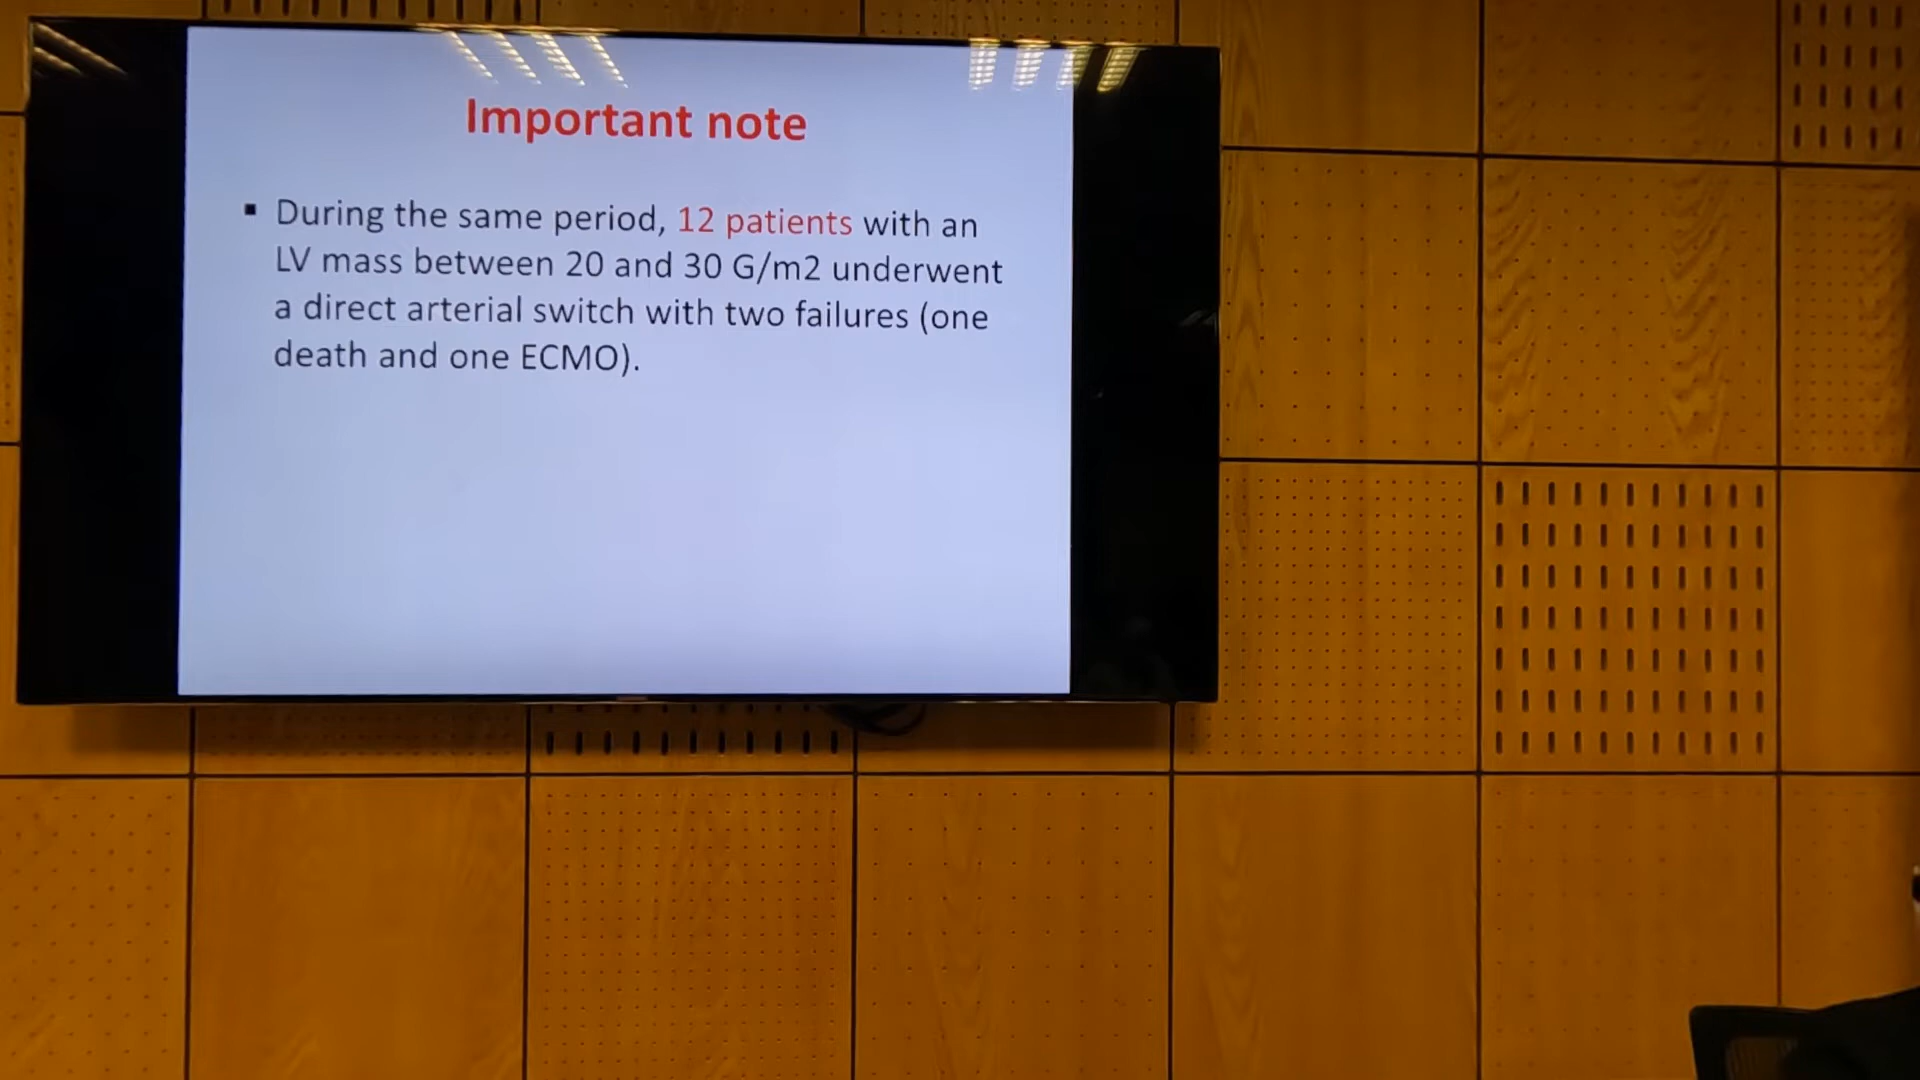 Important note
▪ During the same period, 12 patients with an
LV mass between 20 and 30 G/m2 underwent
a direct arterial switch with two failures (one
death and one ECMO).